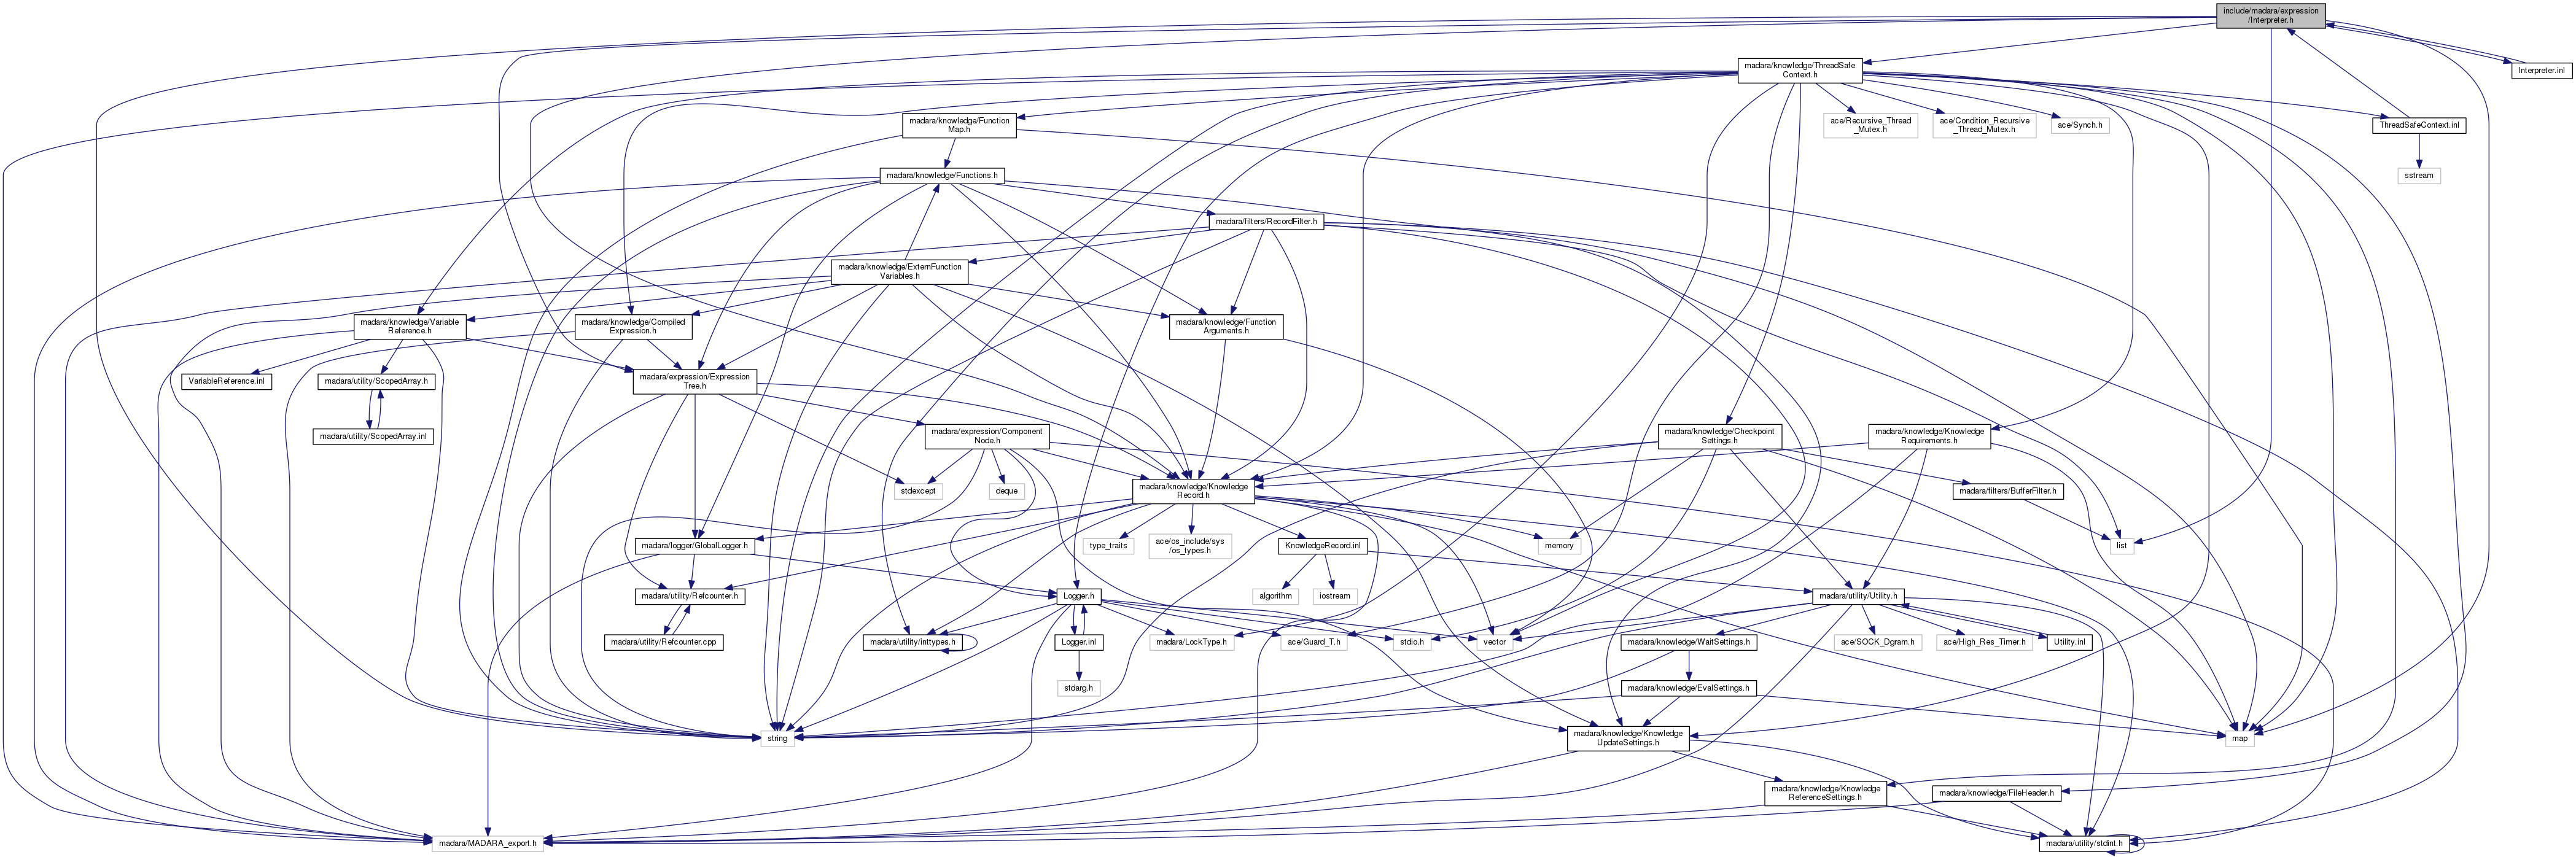 include/madara/expression
/Interpreter.h
madara/knowledge/ThreadSafe
Context.h
Interpreter.inl
madara/knowledge/Function
Map.h
ace/Recursive_Thread
_Mutex.h
ace/Condition_Recursive
_Thread_Mutex.h
ace/Synch.h
ThreadSafeContext.inl
madara/knowledge/Functions.h
sstream
madara/filters/RecordFilter.h
madara/knowledge/ExternFunction
Variables.h
madara/knowledge/Variable
Reference.h
madara/knowledge/Compiled
Expression.h
madara/knowledge/Function
Arguments.h
VariableReference.inl
madara/utility/ScopedArray.h
madara/expression/Expression
Tree.h
madara/utility/ScopedArray.inl
madara/expression/Component
Node.h
madara/knowledge/Checkpoint
Settings.h
madara/knowledge/Knowledge
Requirements.h
stdexcept
deque
madara/knowledge/Knowledge
Record.h
madara/filters/BufferFilter.h
madara/logger/GlobalLogger.h
type_traits
ace/os_include/sys
/os_types.h
KnowledgeRecord.inl
memory
list
madara/utility/Refcounter.h
Logger.h
algorithm
iostream
madara/utility/Utility.h
madara/utility/Refcounter.cpp
madara/utility/inttypes.h
Logger.inl
madara/LockType.h
ace/Guard_T.h
stdio.h
vector
madara/knowledge/WaitSettings.h
ace/SOCK_Dgram.h
ace/High_Res_Timer.h
Utility.inl
stdarg.h
madara/knowledge/EvalSettings.h
string
madara/knowledge/Knowledge
UpdateSettings.h
map
madara/knowledge/Knowledge
ReferenceSettings.h
madara/knowledge/FileHeader.h
madara/MADARA_export.h
madara/utility/stdint.h